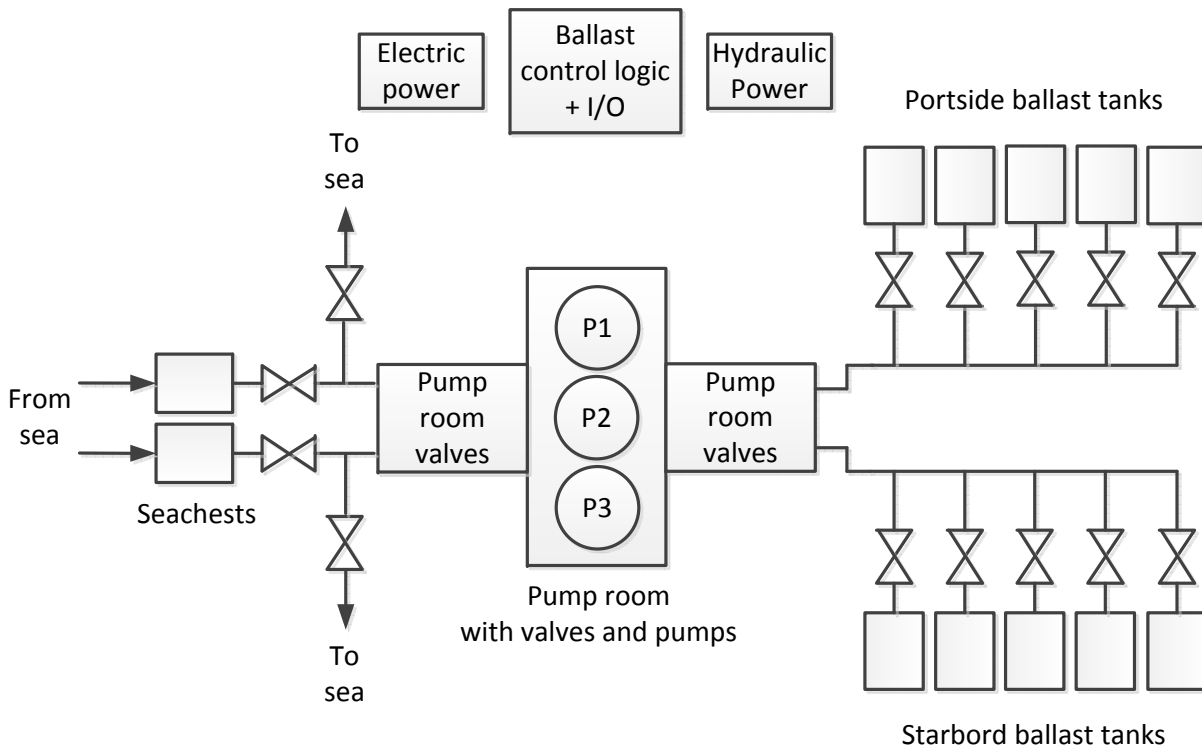 Electric
power
Ballast
control logic
+ I/O
Hydraulic
Power
Portside ballast tanks
To
sea
P1
P2
P3
From
sea
Pump
room
valves
Pump
room
valves
Seachests
Pump room
with valves and pumps
To
sea
Starbord ballast tanks